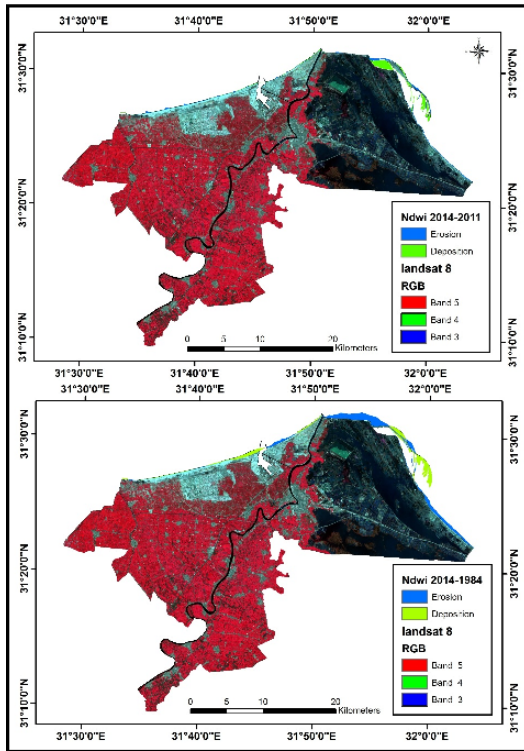 31°30'0"E 31°40'0"E 31°50'0"E 32°0'0"E
31°30'0"N 31°30'0"N
31°20'0"N 31°20'0"N
31°10'0"N 31°10'0"N
Ndwi 2014-2011
Erosion
Deposition
landsat 8
RGB
Band 5
Band 4
Band 3
0 5 10 20
Kilometers
31°30'0"E 31°40'0"E 31°50'0"E 32°0'0"E
31°30'0"E 31°40'0"E 31°50'0"E 32°0'0"E
31°30'0"N 31°30'0"N
31°20'0"N 31°20'0"N
31°10'0"N 31°10'0"N
Ndwi 2014-1984
Erosion
Deposition
landsat 8
RGB
Band 5
Band 4
Band 3
0 5 10 20
Kilometers
31°30'0"E 31°40'0"E 31°50'0"E 32°0'0"E